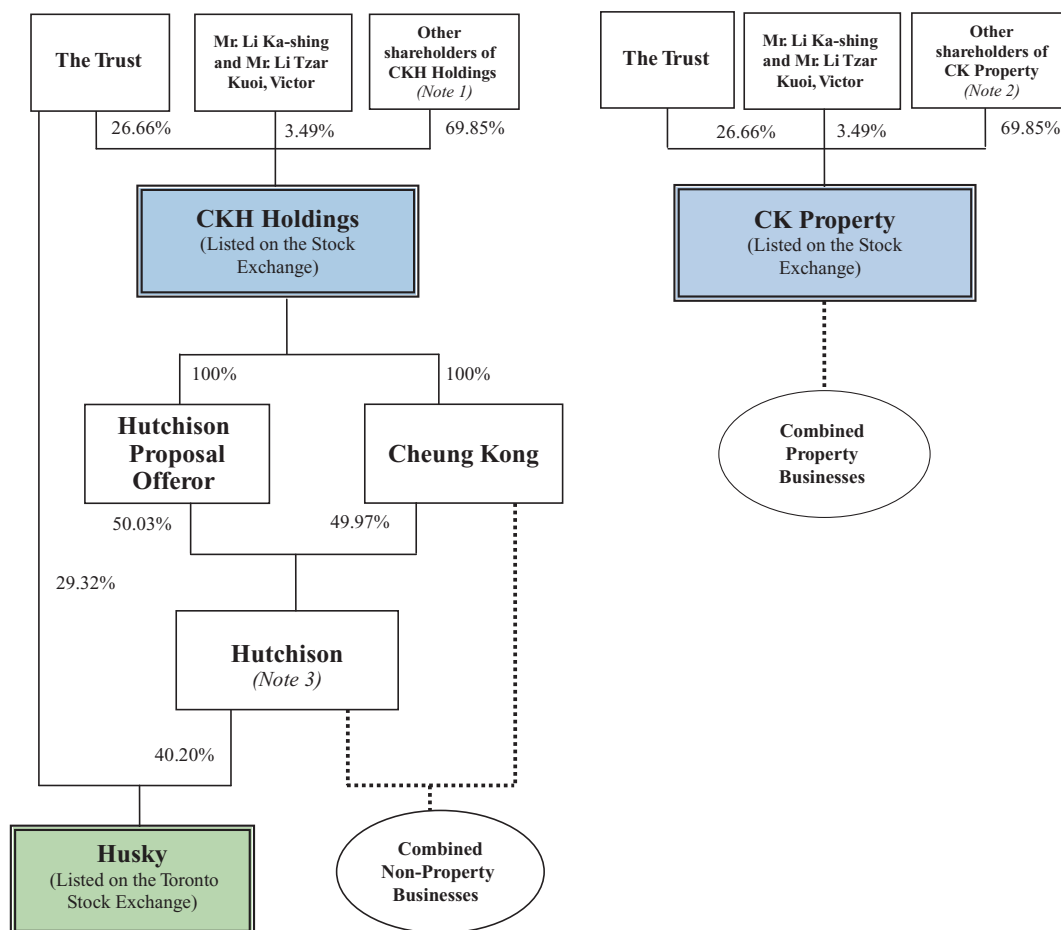 The Trust
Mr. Li Ka-shing
and Mr. Li Tzar
Kuoi, Victor
Other
shareholders of
CKH Holdings
(Note 1)
26.66%
3.49%
69.85%
CKH Holdings
(Listed on the Stock
Exchange)
100%
100%
Hutchison
Proposal
Offeror
Cheung Kong
50.03%
49.97%
29.32%
Hutchison
(Note 3)
40.20%
Husky
(Listed on the Toronto
Stock Exchange)
Combined
Non-Property
Businesses
The Trust
Mr. Li Ka-shing
and Mr. Li Tzar
Kuoi, Victor
Other
shareholders of
CK Property
(Note 2)
26.66%
3.49%
69.85%
CK Property
(Listed on the Stock
Exchange)
Combined
Property
Businesses